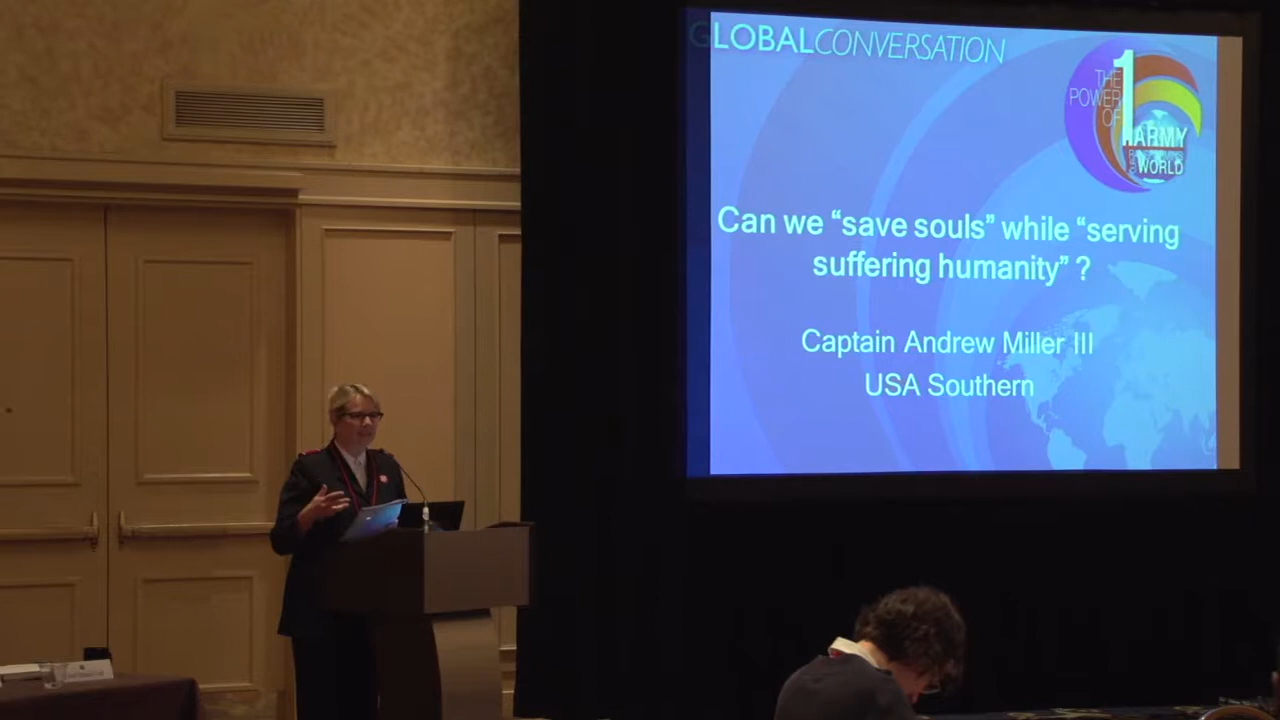 GLOBALCONVERSATION
THE
POWER
OF
1
ARMY
WORLD
Can we “save souls” while “serving
suffering humanity” ?
Captain Andrew Miller III
USA Southern